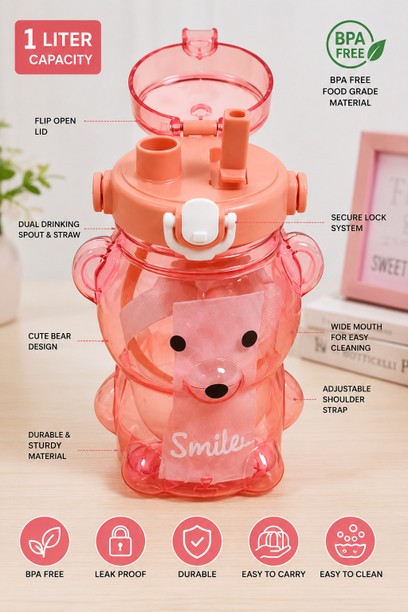 1 LITER
CAPACITY
BPA
FREE
BPA FREE
FOOD GRADE
MATERIAL
FLIP OPEN
LID
DUAL DRINKING
SPOUT & STRAW
SECURE LOCK
SYSTEM
SWEET
CUTE BEAR
DESIGN
WIDE MOUTH
FOR EASY
CLEANING
ADJUSTABLE
SHOULDER
STRAP
DURABLE &
STURDY
MATERIAL
Smile
BPA FREE
LEAK PROOF
DURABLE
EASY TO CARRY
EASY TO CLEAN